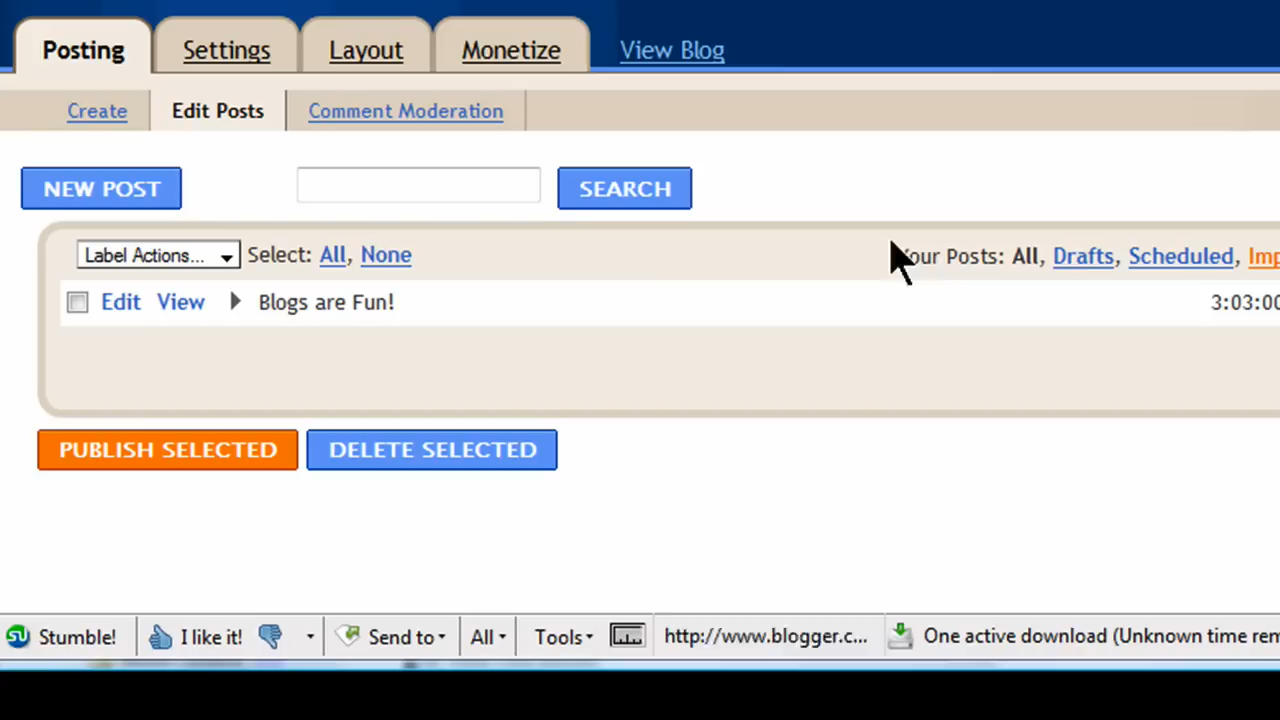 Posting Settings Layout Monetize View Blog
Create Edit Posts Comment Moderation
NEW POST SEARCH
Label Actions... Select: All, None our Posts: All, Drafts, Scheduled, Imp
Edit View Blogs are Fun! 3:03:00
PUBLISH SELECTED DELETE SELECTED
Stumble! I like it! Send to All Tools http://www.blogger.c... One active download (Unknown time rem